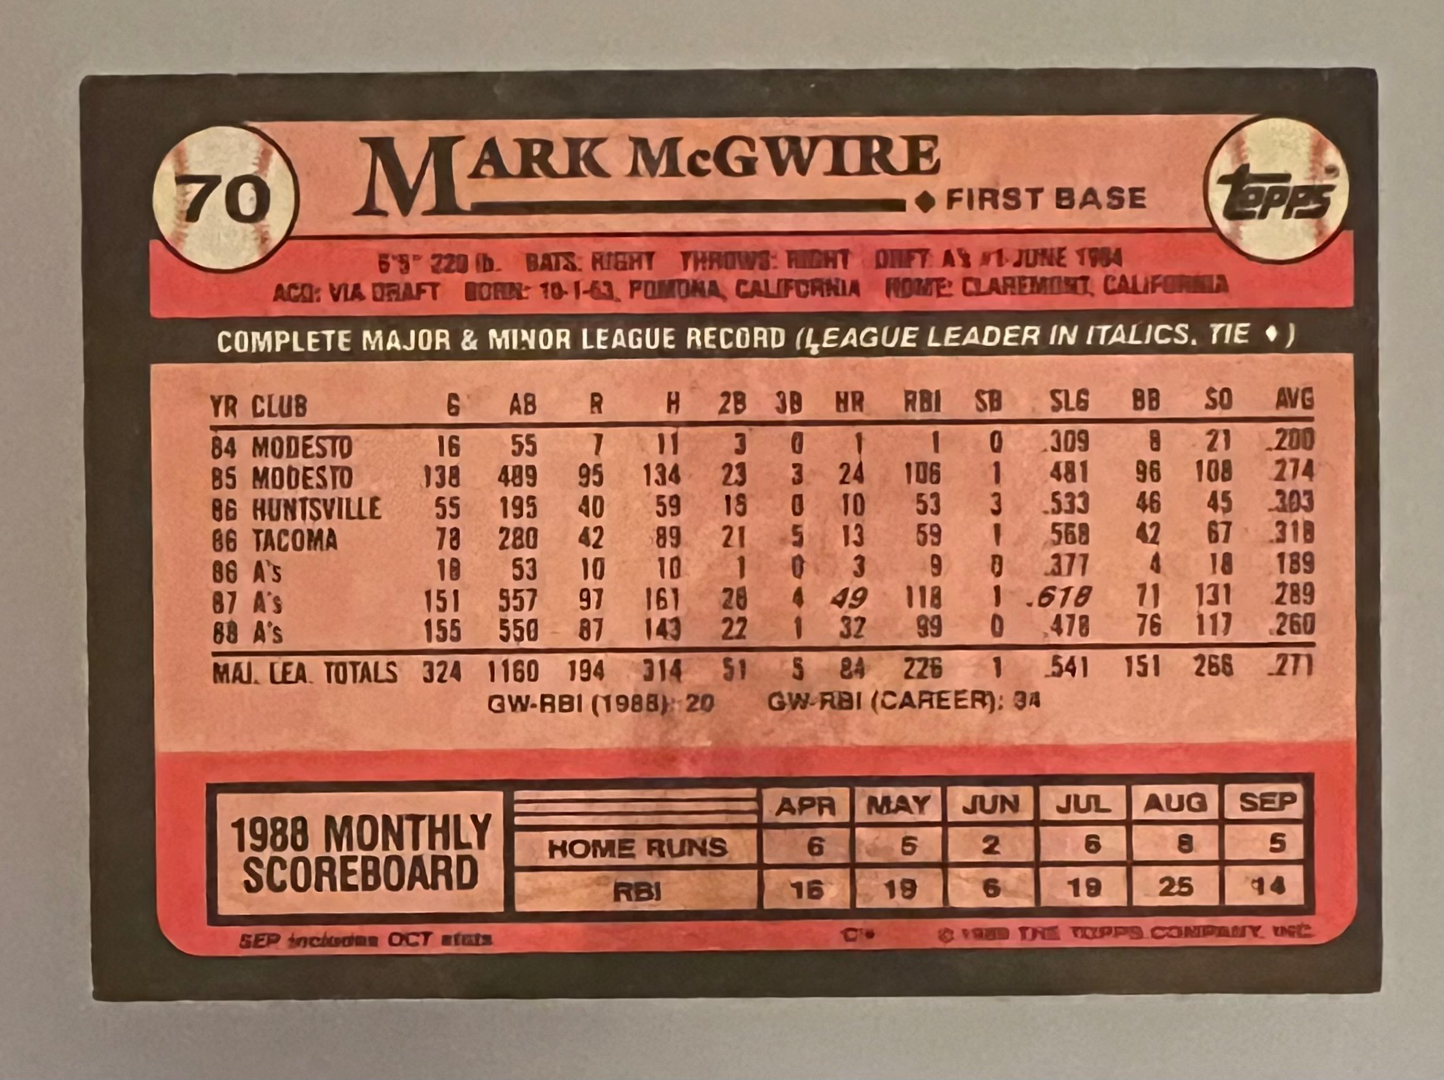 70
MARK McGWIRE
♦ FIRST BASE
topps®
6'5" 220 lb. BATS: RIGHT THROWS: RIGHT DRFT: A's #1-JUNE 1984
ACQ: VIA DRAFT BORN: 10-1-63, POMONA, CALIFORNIA HOME: CLAREMONT, CALIFORNIA
COMPLETE MAJOR & MINOR LEAGUE RECORD (LEAGUE LEADER IN ITALICS. TIE ♦)
YR CLUB G AB R H 2B 3B HR RBI SB SLG BB SO AVG
84 MODESTO 16 55 7 11 3 0 1 1 0 .309 8 21 .200
85 MODESTO 138 489 95 134 23 3 24 106 1 .481 96 108 .274
86 HUNTSVILLE 55 195 40 59 15 0 10 53 3 .533 46 45 .303
86 TACOMA 78 280 42 89 21 5 13 59 1 .568 42 67 .318
86 A's 18 53 10 10 1 0 3 9 0 .377 4 18 .189
87 A's 151 557 97 161 28 4 49 118 1 .618 71 131 .289
88 A's 155 550 87 143 22 1 32 99 0 .478 76 117 .260
MAJ. LEA. TOTALS 324 1160 194 314 51 5 84 226 1 .541 151 266 .271
GW-RBI (1988): 20 GW-RBI (CAREER): 34
1988 MONTHLY
SCOREBOARD
APR MAY JUN JUL AUG SEP
HOME RUNS 6 5 2 6 8 5
RBI 16 19 6 19 25 14
SEP includes OCT stats C* © 1989 THE TOPPS COMPANY, INC.